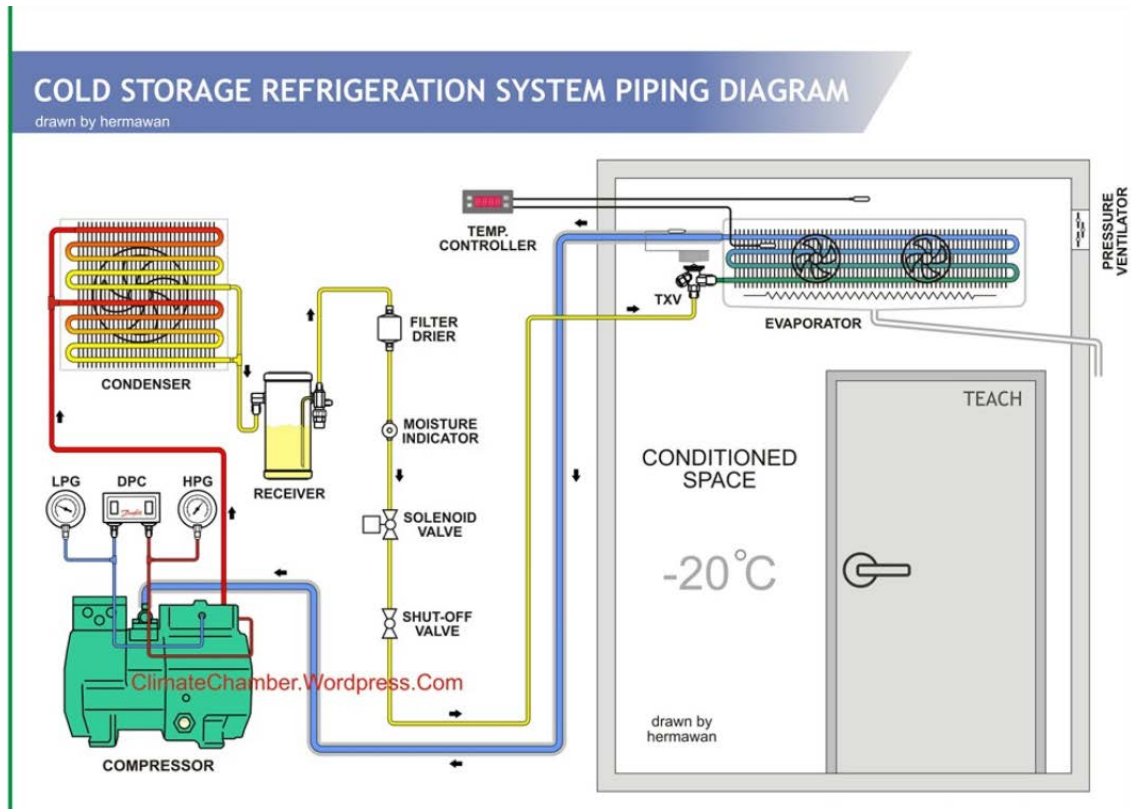 COLD STORAGE REFRIGERATION SYSTEM PIPING DIAGRAM
drawn by hermawan
TEMP.
CONTROLLER
PRESSURE
VENTILATOR
TXV
EVAPORATOR
FILTER
DRIER
CONDENSER
TEACH
MOISTURE
INDICATOR
CONDITIONED
SPACE
LPG
DPC
HPG
RECEIVER
Danfoss
SOLENOID
VALVE
-20°C
SHUT-OFF
VALVE
ClimateChamber.Wordpress.Com
drawn by
hermawan
COMPRESSOR